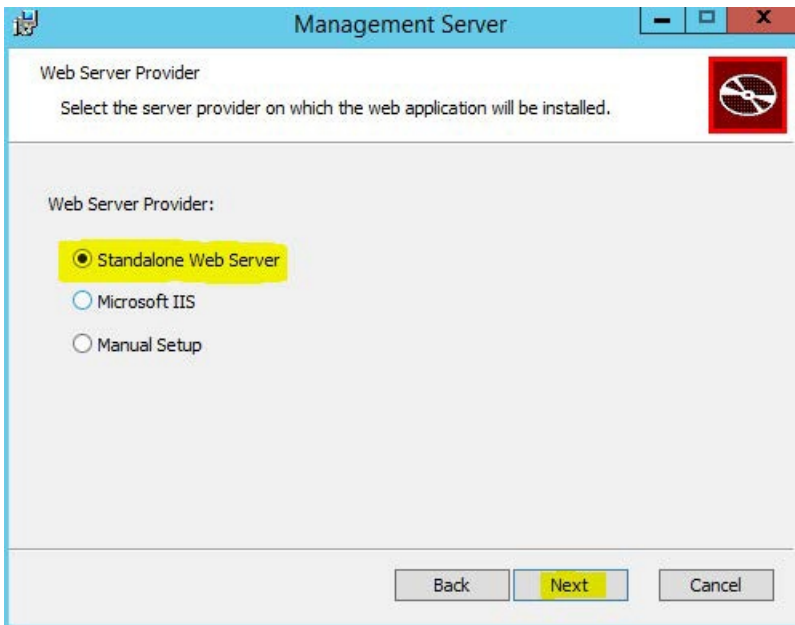 Management Server
Web Server Provider
Select the server provider on which the web application will be installed.
Web Server Provider:
Standalone Web Server
Microsoft IIS
Manual Setup
Back Next Cancel